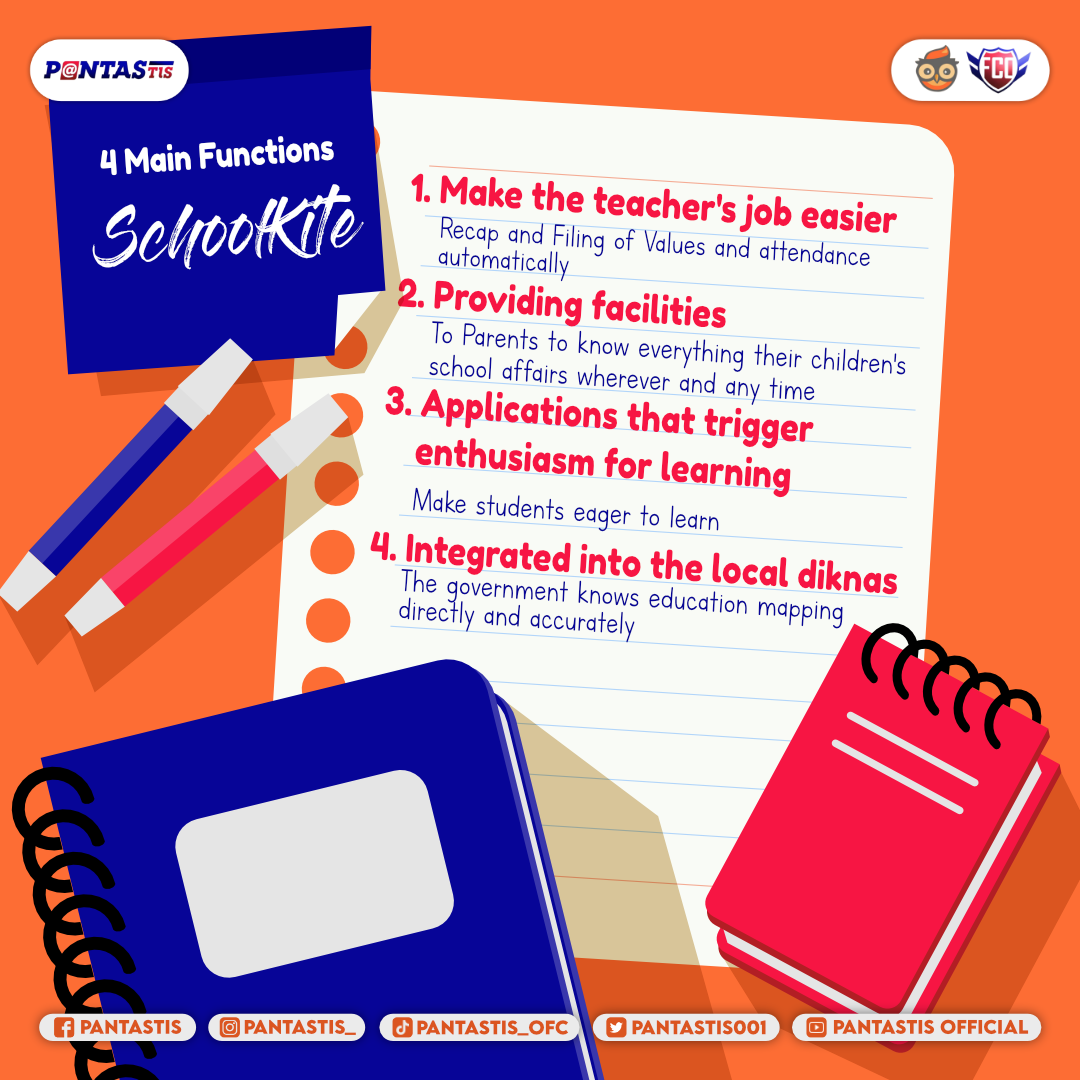 P@NTASTIS
FCO
4 Main Functions
SchoolKite
1. Make the teacher's job easier
Recap and Filing of Values and attendance
automatically
2. Providing facilities
To Parents to know everything their children's
school affairs wherever and any time
3. Applications that trigger
enthusiasm for learning
Make students eager to learn
4. Integrated into the local diknas
The government knows education mapping
directly and accurately
PANTASTIS
PANTASTIS_
PANTASTIS_OFC
PANTASTIS001
PANTASTIS OFFICIAL